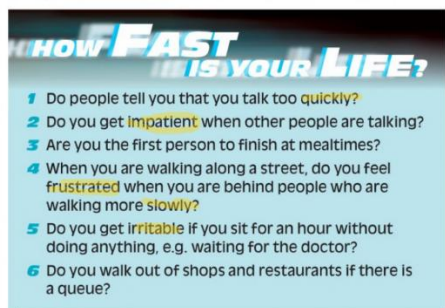 HOW FAST
IS YOUR LIFE?
1 Do people tell you that you talk too quickly?
2 Do you get impatient when other people are talking?
3 Are you the first person to finish at mealtimes?
4 When you are walking along a street, do you feel
frustrated when you are behind people who are
walking more slowly?
5 Do you get irritable if you sit for an hour without
doing anything, e.g. waiting for the doctor?
6 Do you walk out of shops and restaurants if there is
a queue?